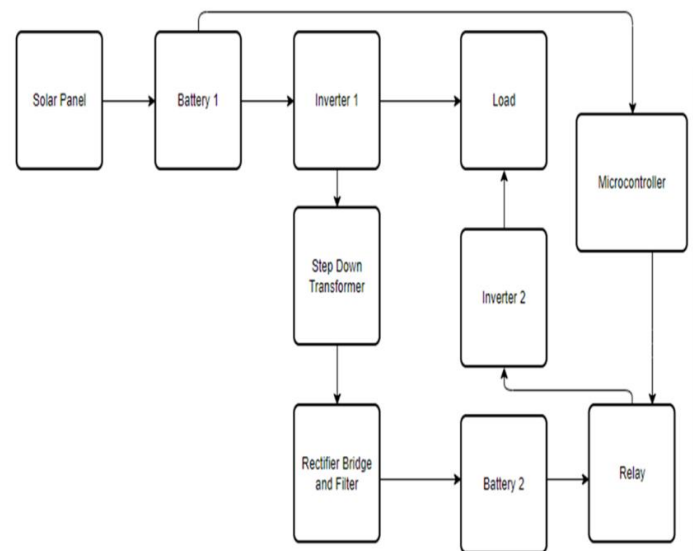 Solar Panel
Battery 1
Inverter 1
Load
Microcontroller
Step Down
Transformer
Inverter 2
Rectifier Bridge
and Filter
Battery 2
Relay